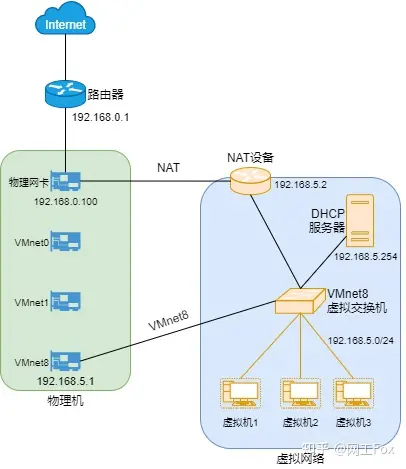 Internet
路由器
192.168.0.1
物理网卡
192.168.0.100
NAT
NAT设备
192.168.5.2
VMnet0
DHCP
服务器
192.168.5.254
VMnet1
VMnet8
VMnet8
虚拟交换机
192.168.5.0/24
VMnet8
192.168.5.1
物理机
虚拟机1
虚拟机2
虚拟机3
虚拟网络
知乎 @网工Fox